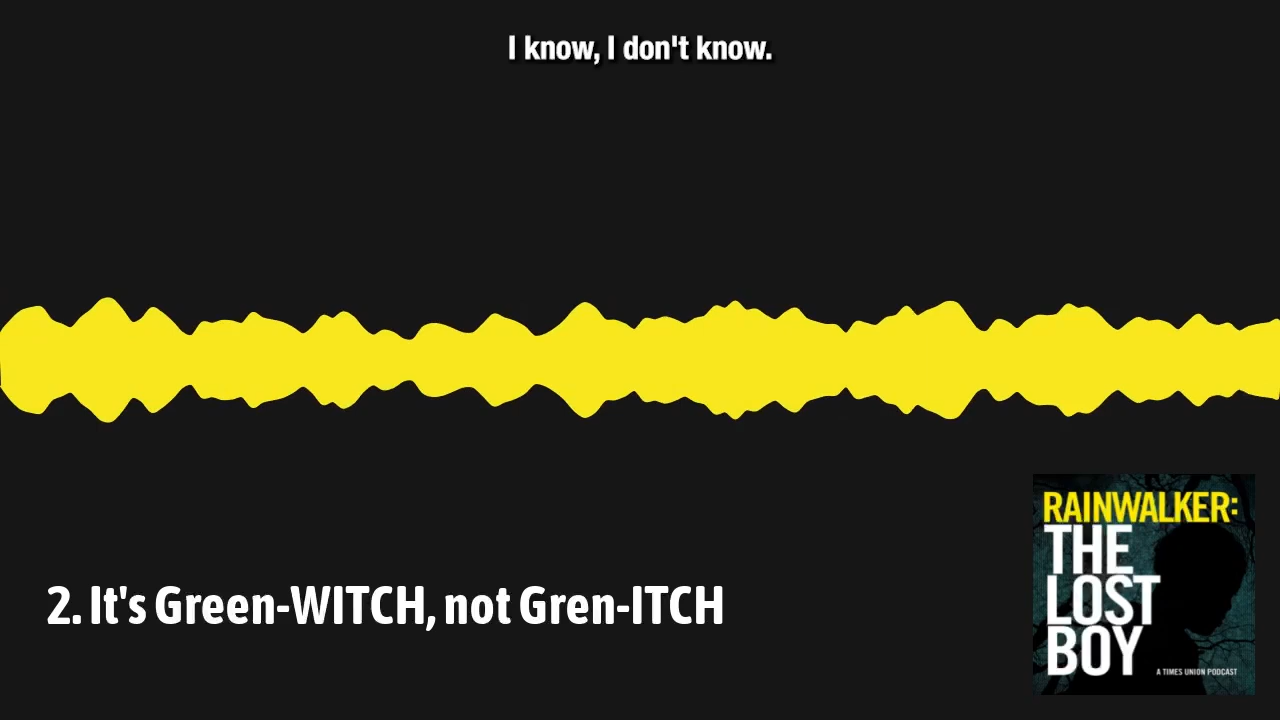 I know, I don't know.
2. It's Green-WITCH, not Gren-ITCH
RAINWALKER:
THE
LOST
BOY
A TIMES UNION PODCAST